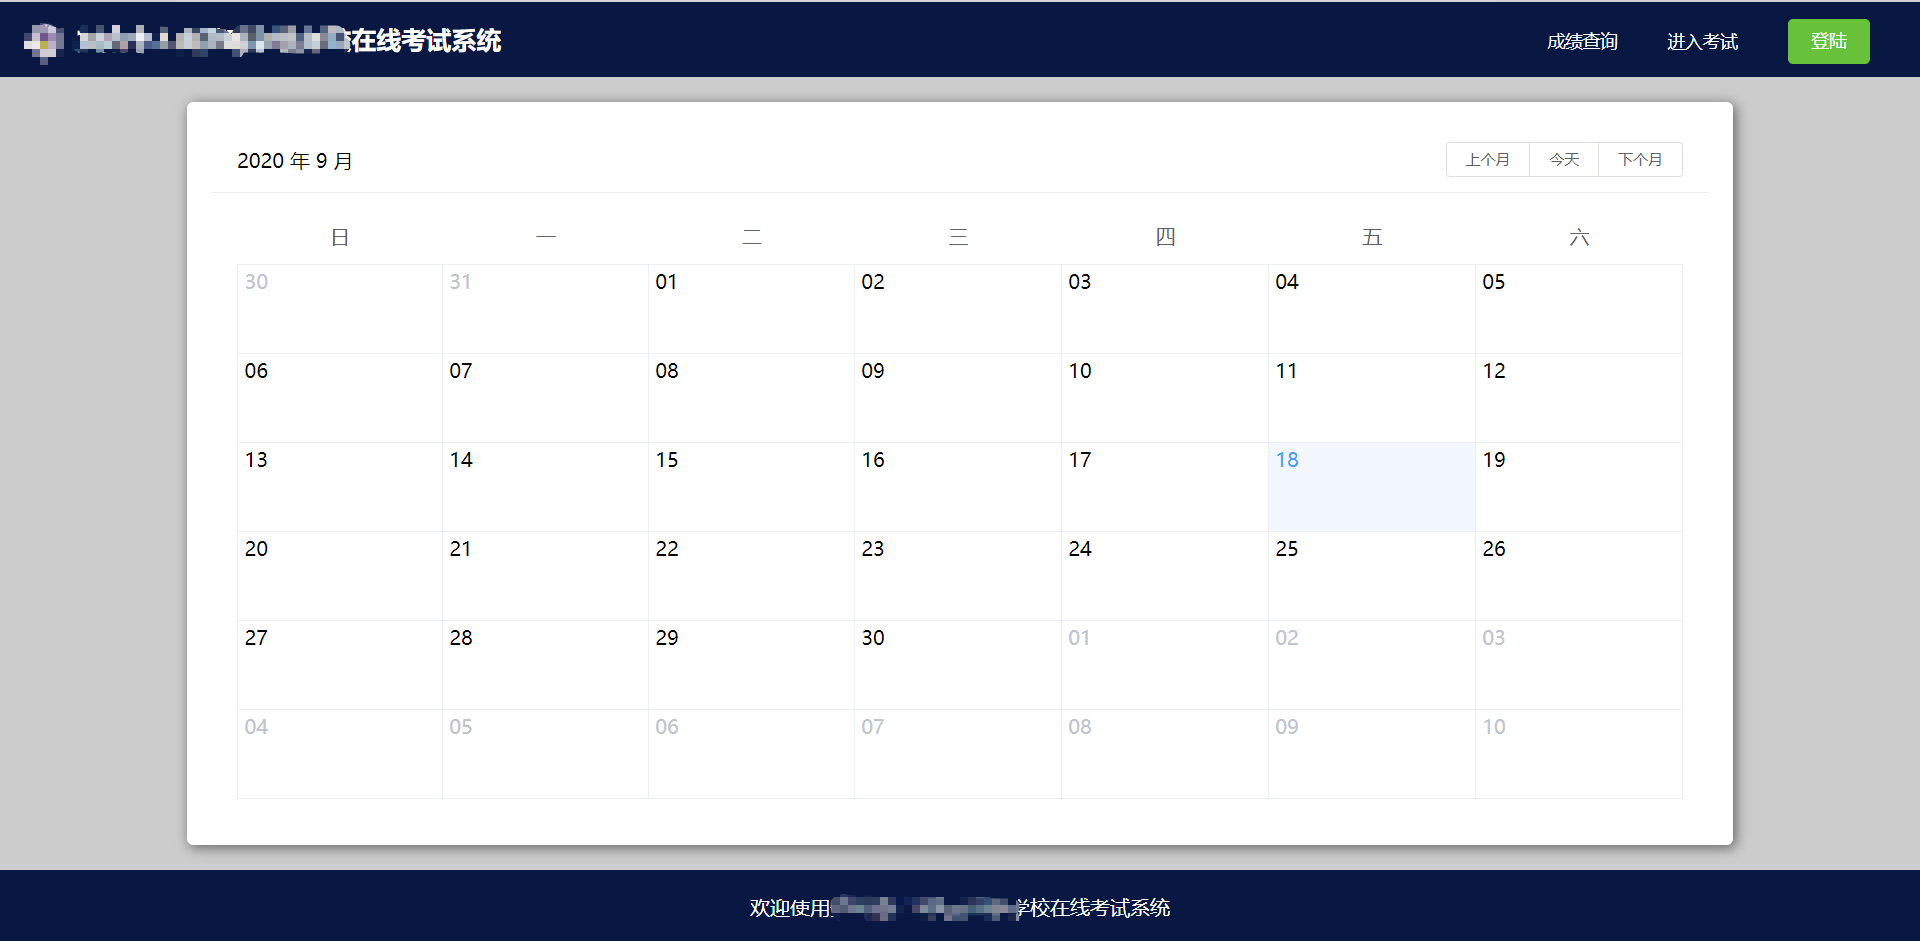 在线考试系统
成绩查询 进入考试 登陆
2020 年 9 月
上个月 今天 下个月
日 一 二 三 四 五 六
30 31 01 02 03 04 05
06 07 08 09 10 11 12
13 14 15 16 17 18 19
20 21 22 23 24 25 26
27 28 29 30 01 02 03
04 05 06 07 08 09 10
欢迎使用 学校在线考试系统